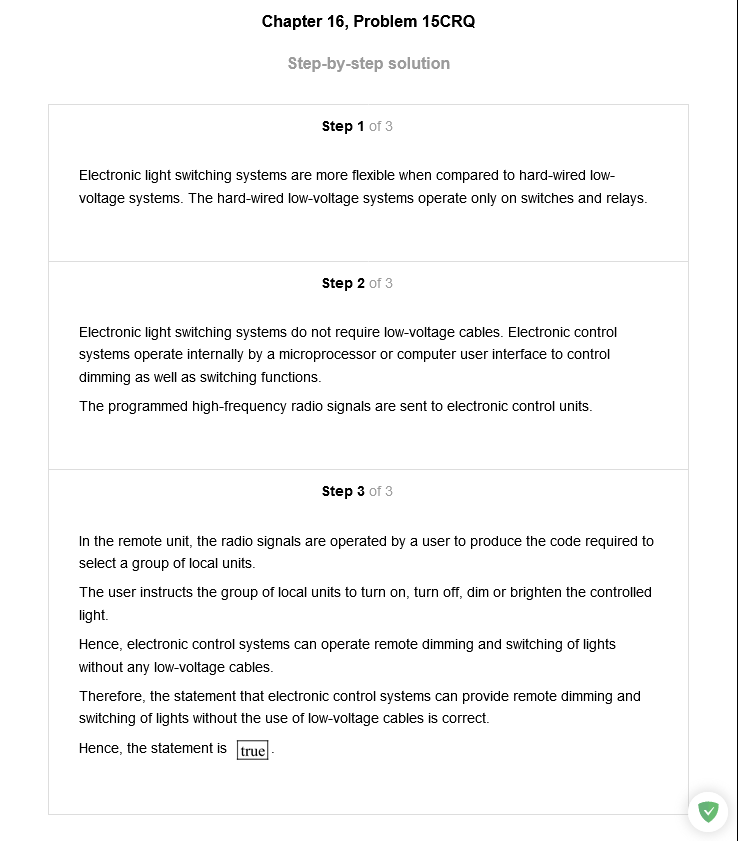 Chapter 16, Problem 15CRQ
Step-by-step solution
Step 1 of 3
Electronic light switching systems are more flexible when compared to hard-wired low-
voltage systems. The hard-wired low-voltage systems operate only on switches and relays.
Step 2 of 3
Electronic light switching systems do not require low-voltage cables. Electronic control
systems operate internally by a microprocessor or computer user interface to control
dimming as well as switching functions.
The programmed high-frequency radio signals are sent to electronic control units.
Step 3 of 3
In the remote unit, the radio signals are operated by a user to produce the code required to
select a group of local units.
The user instructs the group of local units to turn on, turn off, dim or brighten the controlled
light.
Hence, electronic control systems can operate remote dimming and switching of lights
without any low-voltage cables.
Therefore, the statement that electronic control systems can provide remote dimming and
switching of lights without the use of low-voltage cables is correct.
Hence, the statement is true.